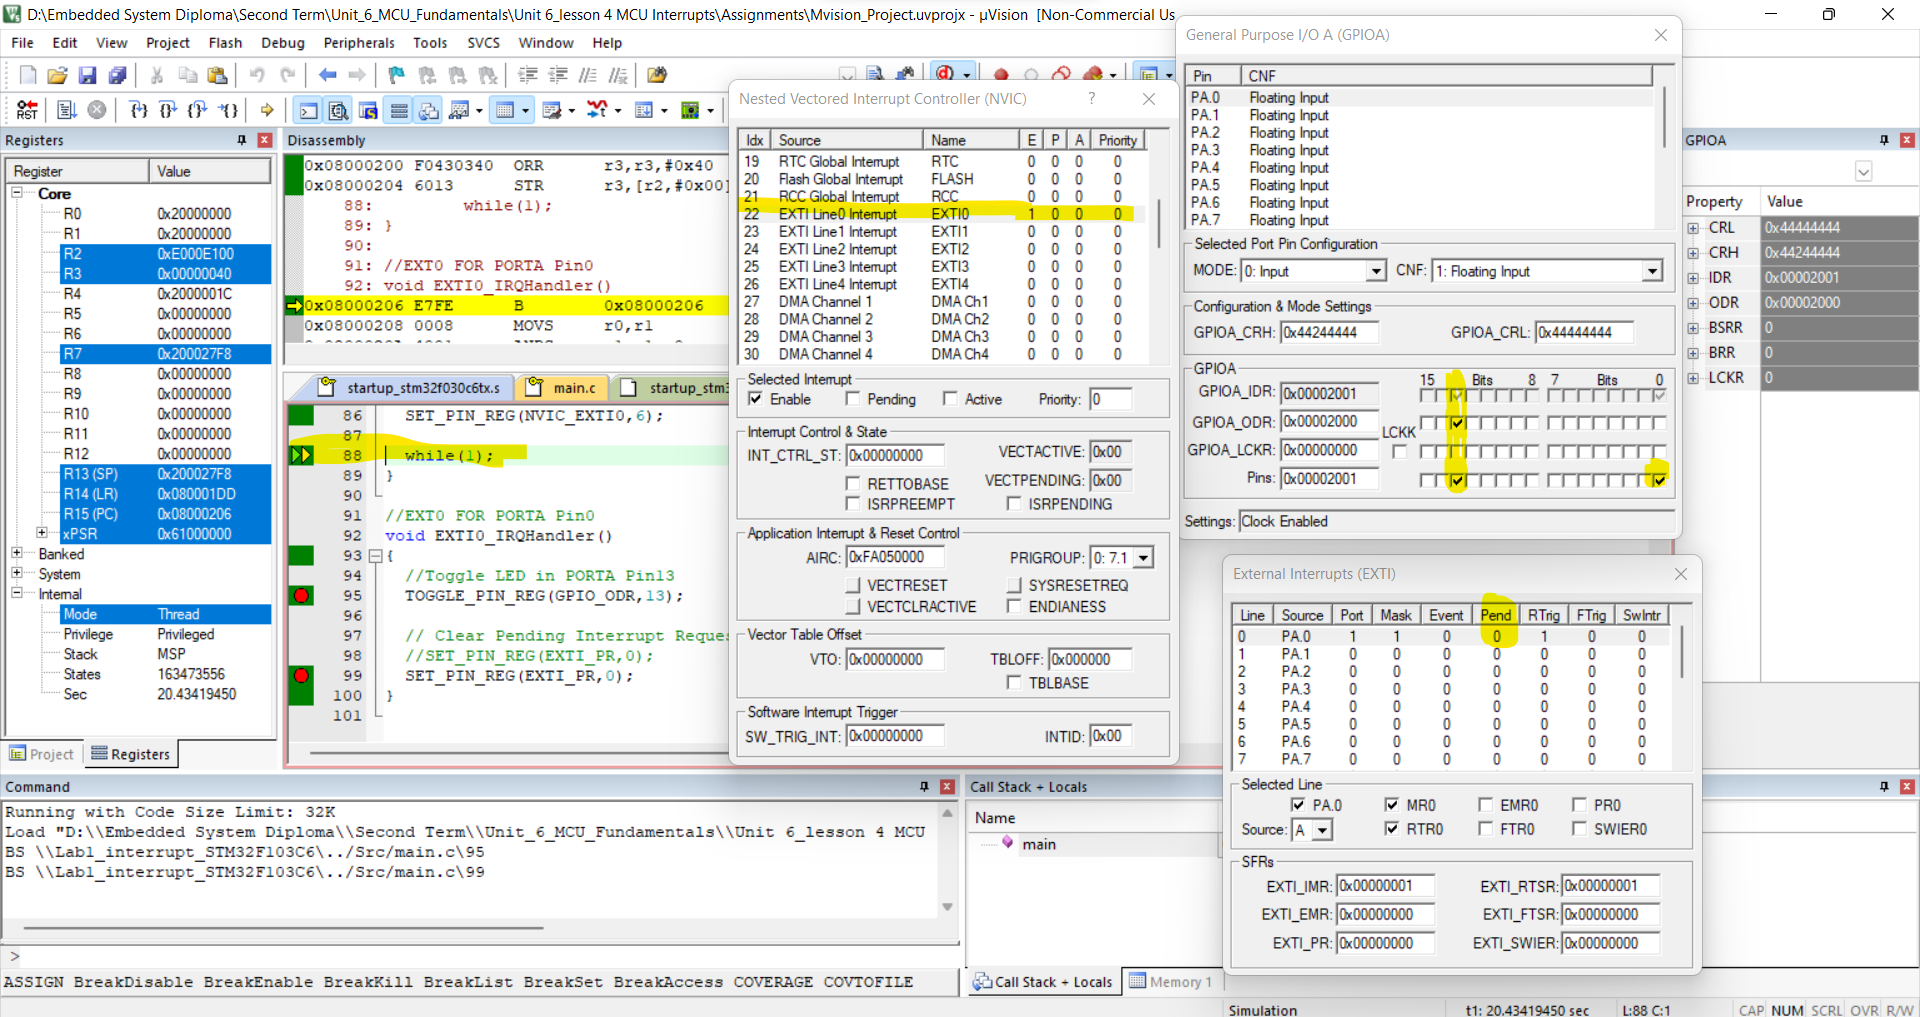 D:\Embedded System Diploma\Second Term\Unit_6_MCU_Fundamentals\Unit 6_lesson 4 MCU Interrupts\Assignments\Mvision_Project.uvprojx - µVision [Non-Commercial Us
File Edit View Project Flash Debug Peripherals Tools SVCS Window Help
Registers
Register Value
Core
R0 0x20000000
R1 0x20000000
R2 0xE000E100
R3 0x00000040
R4 0x2000001C
R5 0x00000000
R6 0x00000000
R7 0x200027F8
R8 0x00000000
R9 0x00000000
R10 0x00000000
R11 0x00000000
R12 0x00000000
R13 (SP) 0x200027F8
R14 (LR) 0x080001DD
R15 (PC) 0x08000206
xPSR 0x61000000
Banked
System
Internal
Mode Thread
Privilege Privileged
Stack MSP
States 163473556
Sec 20.43419450
Project Registers
Disassembly
0x08000200 F0430340 ORR r3,r3,#0x40
0x08000204 6013 STR r3,[r2,#0x00]
88: while(1);
89: }
90:
91: //EXT0 FOR PORTA Pin0
92: void EXTI0_IRQHandler()
0x08000206 E7FE B 0x08000206
0x08000208 0008 MOVS r0,r1
startup_stm32f030c6tx.s main.c startup_stm3
86 SET_PIN_REG(NVIC_EXTI0,6);
87
88 while(1);
89 }
90
91 //EXT0 FOR PORTA Pin0
92 void EXTI0_IRQHandler()
93 {
94 //Toggle LED in PORTA Pin13
95 TOGGLE_PIN_REG(GPIO_ODR,13);
96
97 // Clear Pending Interrupt Reque
98 //SET_PIN_REG(EXTI_PR,0);
99 SET_PIN_REG(EXTI_PR,0);
100 }
101
Nested Vectored Interrupt Controller (NVIC) ?
Idx Source Name E P A Priority
19 RTC Global Interrupt RTC 0 0 0 0
20 Flash Global Interrupt FLASH 0 0 0 0
21 RCC Global Interrupt RCC 0 0 0 0
22 EXTI Line0 Interrupt EXTI0 1 0 0 0
23 EXTI Line1 Interrupt EXTI1 0 0 0 0
24 EXTI Line2 Interrupt EXTI2 0 0 0 0
25 EXTI Line3 Interrupt EXTI3 0 0 0 0
26 EXTI Line4 Interrupt EXTI4 0 0 0 0
27 DMA Channel 1 DMA Ch1 0 0 0 0
28 DMA Channel 2 DMA Ch2 0 0 0 0
29 DMA Channel 3 DMA Ch3 0 0 0 0
30 DMA Channel 4 DMA Ch4 0 0 0 0
Selected Interrupt
Enable Pending Active Priority: 0
Interrupt Control & State
INT_CTRL_ST: 0x00000000 VECTACTIVE: 0x00
RETTOBASE VECTPENDING: 0x00
ISRPREEMPT ISRPENDING
Application Interrupt & Reset Control
AIRC: 0xFA050000 PRIGROUP: 0: 7.1
VECTRESET SYSRESETREQ
VECTCLRACTIVE ENDIANESS
Vector Table Offset
VTO: 0x00000000 TBLOFF: 0x000000
TBLBASE
Software Interrupt Trigger
SW_TRIG_INT: 0x00000000 INTID: 0x00
General Purpose I/O A (GPIOA)
Pin CNF
PA.0 Floating Input
PA.1 Floating Input
PA.2 Floating Input
PA.3 Floating Input
PA.4 Floating Input
PA.5 Floating Input
PA.6 Floating Input
PA.7 Floating Input
Selected Port Pin Configuration
MODE: 0: Input CNF: 1: Floating Input
Configuration & Mode Settings
GPIOA_CRH: 0x44244444 GPIOA_CRL: 0x44444444
GPIOA
15 Bits 8 7 Bits 0
GPIOA_IDR: 0x00002001
GPIOA_ODR: 0x00002000
LCKK
GPIOA_LCKR: 0x00000000
Pins: 0x00002001
Settings: Clock Enabled
GPIOA
Property Value
CRL 0x44444444
CRH 0x44244444
IDR 0x00002001
ODR 0x00002000
BSRR 0
BRR 0
LCKR 0
External Interrupts (EXTI)
Line Source Port Mask Event Pend RTrig FTrig SwIntr
0 PA.0 1 1 0 0 1 0 0
1 PA.1 0 0 0 0 0 0 0
2 PA.2 0 0 0 0 0 0 0
3 PA.3 0 0 0 0 0 0 0
4 PA.4 0 0 0 0 0 0 0
5 PA.5 0 0 0 0 0 0 0
6 PA.6 0 0 0 0 0 0 0
7 PA.7 0 0 0 0 0 0 0
Selected Line
PA.0 MR0 EMR0 PR0
Source: A RTR0 FTR0 SWIER0
SFRs
EXTI_IMR: 0x00000001 EXTI_RTSR: 0x00000001
EXTI_EMR: 0x00000000 EXTI_FTSR: 0x00000000
EXTI_PR: 0x00000000 EXTI_SWIER: 0x00000000
Command
Running with Code Size Limit: 32K
Load "D:\\Embedded System Diploma\\Second Term\\Unit_6_MCU_Fundamentals\\Unit 6_lesson 4 MCU
BS \\Lab1_interrupt_STM32F103C6\../Src/main.c\95
BS \\Lab1_interrupt_STM32F103C6\../Src/main.c\99
>
ASSIGN BreakDisable BreakEnable BreakKill BreakList BreakSet BreakAccess COVERAGE COVTOFILE
Call Stack + Locals
Name
main
Call Stack + Locals Memory 1
Simulation t1: 20.43419450 sec L:88 C:1 CAP NUM SCRL OVR R/W